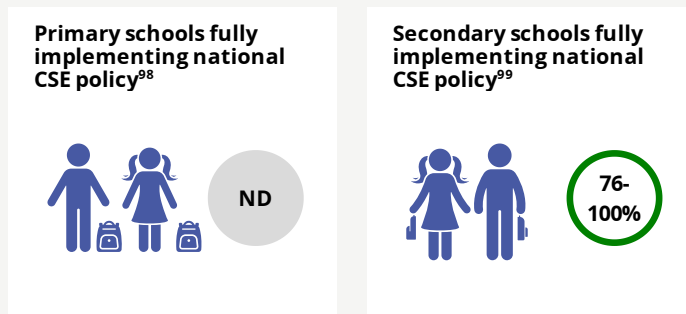 Primary schools fully
implementing national
CSE policy98
ND
Secondary schools fully
implementing national
CSE policy99
76-
100%